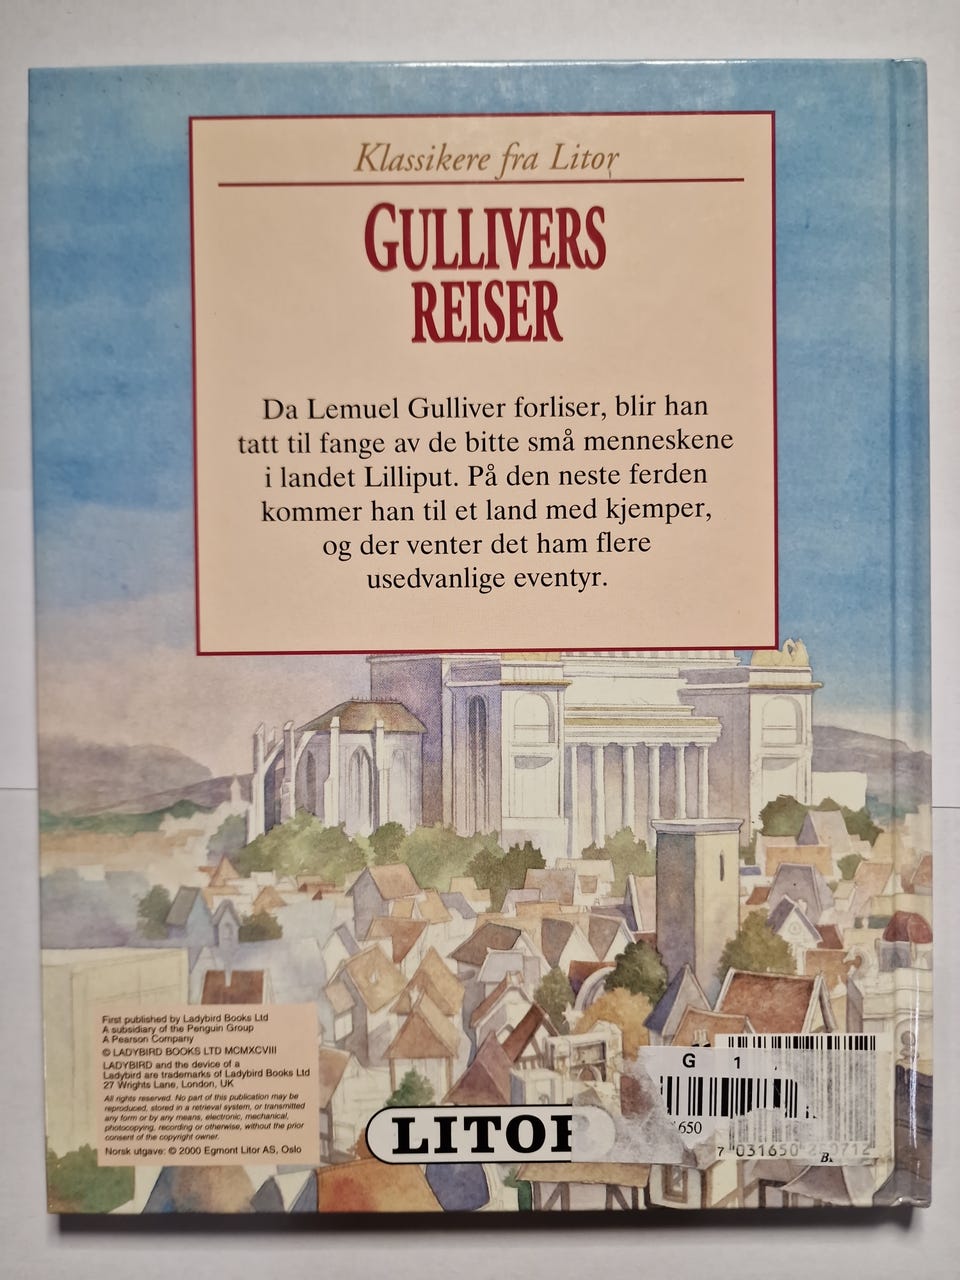 Klassikere fra Litor
GULLIVERS
REISER
Da Lemuel Gulliver forliser, blir han
tatt til fange av de bitte små menneskene
i landet Lilliput. På den neste ferden
kommer han til et land med kjemper,
og der venter det ham flere
usedvanlige eventyr.
First published by Ladybird Books Ltd
A subsidiary of the Penguin Group
A Pearson Company
© LADYBIRD BOOKS LTD MCMXCVIII
LADYBIRD and the device of a
Ladybird are trademarks of Ladybird Books Ltd
27 Wrights Lane, London, UK
All rights reserved. No part of this publication may be
reproduced, stored in a retrieval system, or transmitted
any form or by any means, electronic, mechanical,
photocopying, recording or otherwise, without the prior
consent of the copyright owner.
Norsk utgave: © 2000 Egmont Litor AS, Oslo
LITOR
G 1
650
7 031650